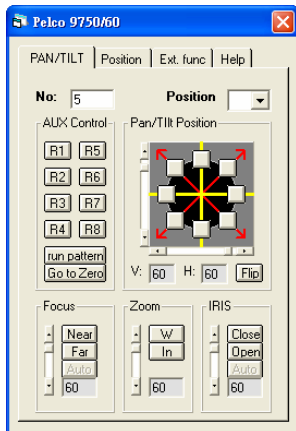 Pelco 9750/60
PAN/TILT Position Ext. func Help
No: 5 Position
AUX Control
R1 R5
R2 R6
R3 R7
R4 R8
run pattern
Go to Zero
Pan/TIlt Position
V: 60 H: 60 Flip
Focus
Near
Far
Auto
60
Zoom
W
In
60
IRIS
Close
Open
Auto
60